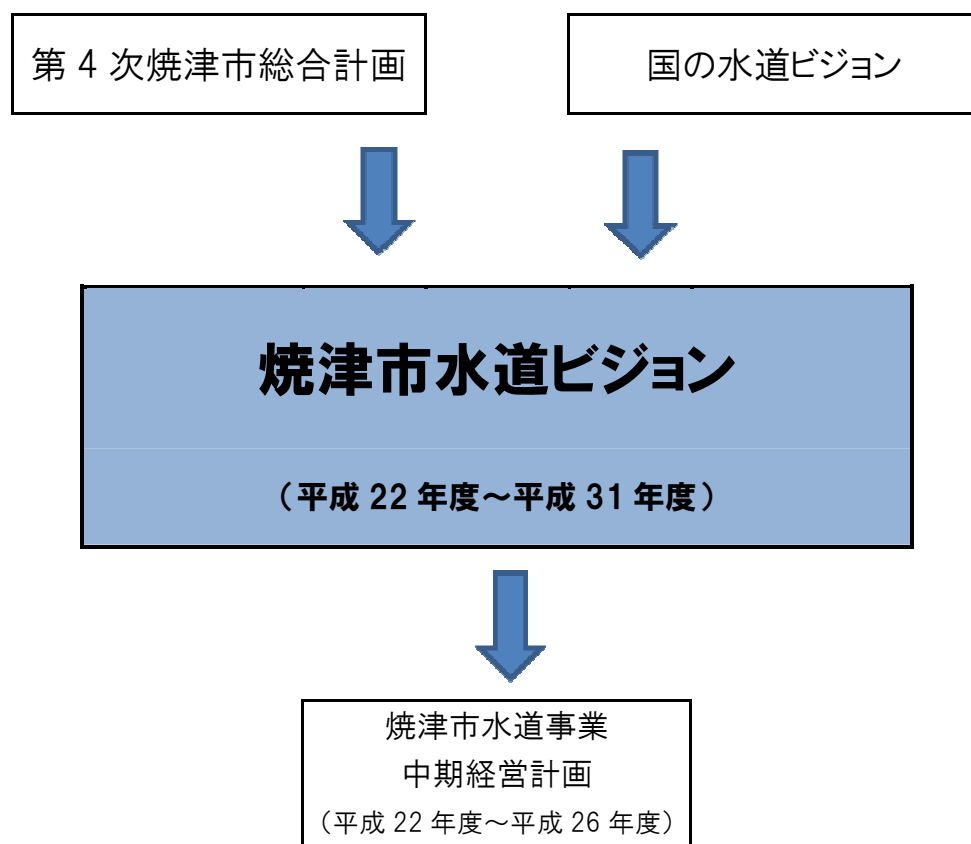 第 4 次焼津市総合計画
国の水道ビジョン
焼津市水道ビジョン
（平成 22 年度～平成 31 年度）
焼津市水道事業
中期経営計画
（平成 22 年度～平成 26 年度）